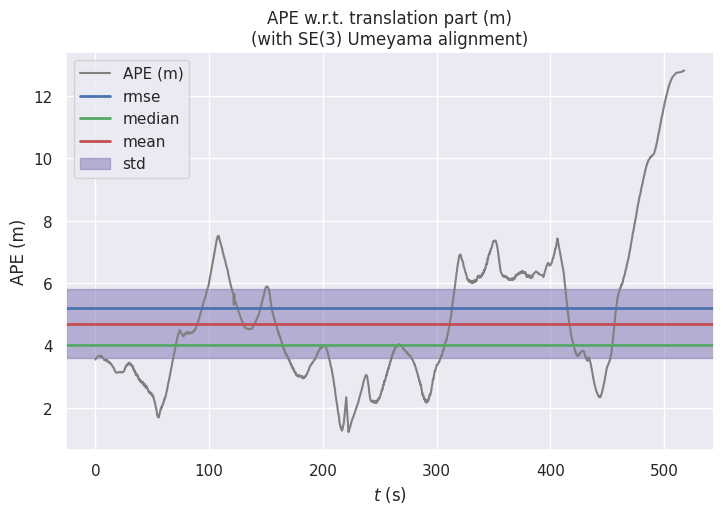 APE w.r.t. translation part (m)
(with SE(3) Umeyama alignment)
APE (m)
rmse
median
mean
std
APE (m)
12
10
8
6
4
2
0 100 200 300 400 500
t (s)